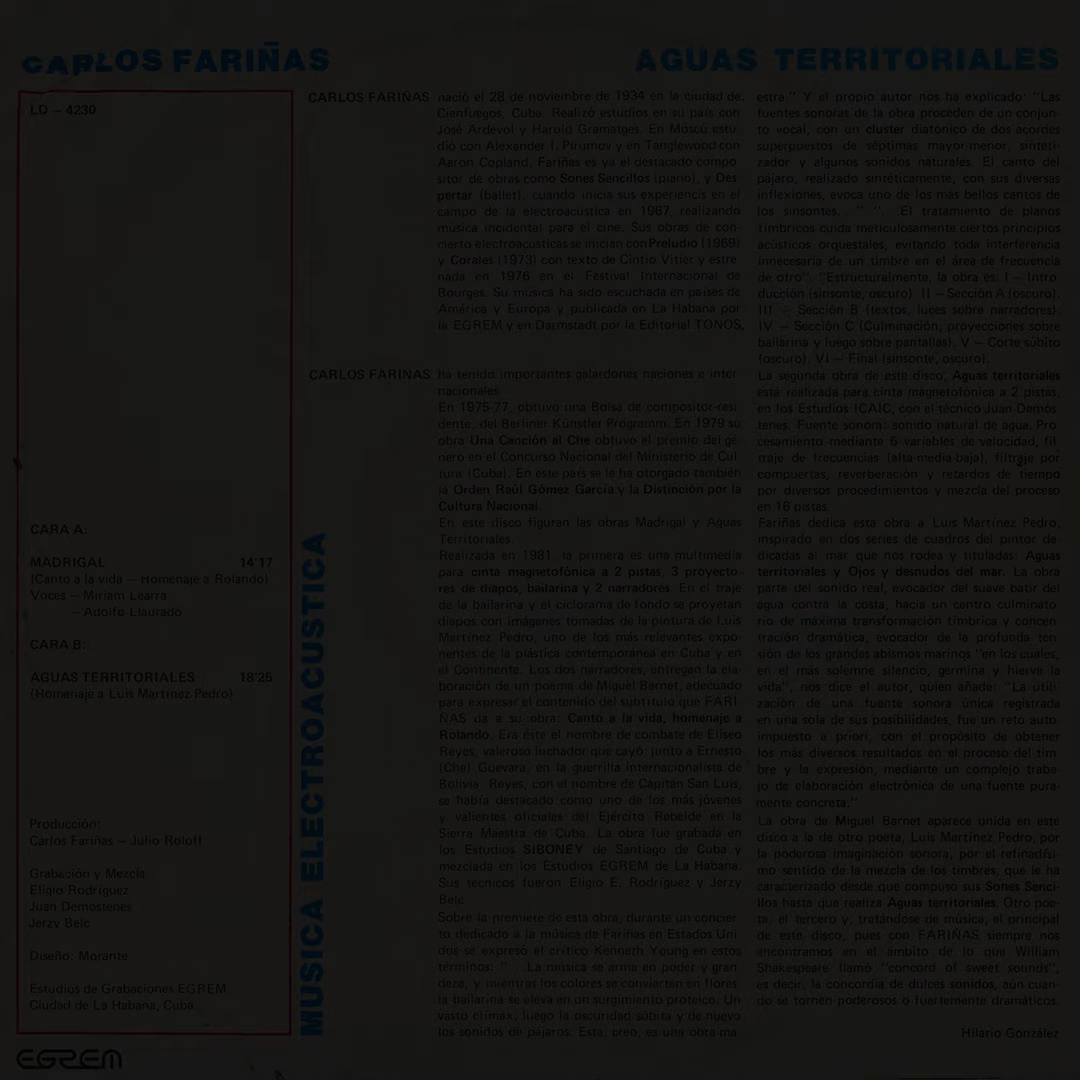 CARLOS FARIÑAS
AGUAS TERRITORIALES
LD – 4230
CARA A:
MADRIGAL 14'17
(Canto a la vida – Homenaje a Rolando)
Voces – Miriam Learra
– Adolfo Llaurado
CARA B:
AGUAS TERRITORIALES 18'25
(Homenaje a Luis Martínez Pedro)
Producción:
Carlos Fariñas – Julio Roloff
Grabación y Mezcla
Eligio Rodríguez
Juan Demostenes
Jerzy Belc
Diseño: Morante
Estudios de Grabaciones EGREM
Ciudad de La Habana, Cuba
EGREM
MUSICA ELECTROACUSTICA
CARLOS FARIÑAS nació el 28 de noviembre de 1934 en la ciudad de
Cienfuegos, Cuba. Realizó estudios en su país con
José Ardevol y Harold Gramatges. En Moscú estu-
dió con Alexander I. Pirumov y en Tanglewood con
Aaron Copland. Fariñas es ya el destacado compo-
sitor de obras como Sones Sencillos (piano), y Des-
pertar (ballet), cuando inicia sus experiencis en el
campo de la electroacustica en 1967, realizando
música incidental para el cine. Sus obras de con-
cierto electroacusticas se inician con Preludio (1969)
y Corales (1973) con texto de Cintio Vitier y estre-
nada en 1976 en el Festival Internacional de
Bourges. Su música ha sido escuchada en países de
América y Europa y publicada en La Habana por
la EGREM y en Darmstadt por la Editorial TONOS.
CARLOS FARIÑAS ha tenido importantes galardones naciones e inter-
nacionales.
En 1975-77, obtuvo una Bolsa de compositor-resi-
dente, del Berliner Künstler Programm. En 1979 su
obra Una Canción al Che obtuvo el premio del gé-
nero en el Concurso Nacional del Ministerio de Cul-
tura (Cuba). En este país se le ha otorgado también
la Orden Raúl Gómez García y la Distinción por la
Cultura Nacional.
En este disco figuran las obras Madrigal y Aguas
Territoriales.
Realizada en 1981, la primera es una multimedia
para cinta magnetofónica a 2 pistas, 3 proyecto-
res de diapos, bailarina y 2 narradores. En el traje
de la bailarina y el ciclorama de fondo se proyetan
diapos con imágenes tomadas de la pintura de Luis
Martínez Pedro, uno de los más relevantes expo-
nentes de la plástica contemporánea en Cuba y en
el Continente. Los dos narradores, entregan la ela-
boración de un poema de Miguel Barnet, adecuado
para expresar el contenido del subtítulo que FARI-
ÑAS da a su obra: Canto a la vida, homenaje a
Rolando. Era éste el nombre de combate de Eliseo
Reyes, valeroso luchador que cayó junto a Ernesto
(Che) Guevara, en la guerrilla internacionalista de
Bolivia. Reyes, con el nombre de Capitán San Luis,
se había destacado como uno de los más jóvenes
y valientes oficiales del Ejército Rebelde en la
Sierra Maestra de Cuba. La obra fue grabada en
los Estudios SIBONEY de Santiago de Cuba y
mezclada en los Estudios EGREM de La Habana.
Sus técnicos fueron Eligio E. Rodríguez y Jerzy
Belc
Sobre la premiere de esta obra, durante un concier-
to dedicado a la música de Fariñas en Estados Uni-
dos se expresó el crítico Kenneth Young en estos
términos: "...La música se arma en poder y gran-
deza, y mientras los colores se convierten en flores,
la bailarina se eleva en un surgimiento proteico. Un
vasto clímax, luego la oscuridad súbita y de nuevo
los sonidos de pájaros. Esta, creo, es una obra ma-
estra." Y el propio autor nos ha explicado: "Las
fuentes sonoras de la obra proceden de un conjun-
to vocal, con un cluster diatónico de dos acordes
superpuestos de séptimas mayor-menor, sinteti-
zador y algunos sonidos naturales. El canto del
pájaro, realizado sintéticamente, con sus diversas
inflexiones, evoca uno de los más bellos cantos de
los sinsontes..." "...El tratamiento de planos
tímbricos cuida meticulosamente ciertos principios
acústicos orquestales, evitando toda interferencia
innecesaria de un timbre en el área de frecuencia
de otro". "Estructuralmente, la obra es: I – Intro-
ducción (sinsonte, oscuro). II – Sección A (oscuro).
III – Sección B (textos, luces sobre narradores).
IV – Sección C (Culminación, proyecciones sobre
bailarina y luego sobre pantallas). V – Corte súbito
(oscuro). VI – Final (sinsonte, oscuro).
La segunda obra de este disco, Aguas territoriales
está realizada para cinta magnetofónica a 2 pistas,
en los Estudios ICAIC, con el técnico Juan Demós-
tenes. Fuente sonora: sonido natural de agua. Pro-
cesamiento mediante 6 variables de velocidad, fil-
traje de frecuencias (alta-media-baja), filtraje por
compuertas, reverberación y retardos de tiempo
por diversos procedimientos y mezcla del proceso
en 16 pistas.
Fariñas dedica esta obra a Luis Martínez Pedro,
inspirado en dos series de cuadros del pintor de-
dicadas al mar que nos rodea y tituladas: Aguas
territoriales y Ojos y desnudos del mar. La obra
parte del sonido real, evocador del suave batir del
agua contra la costa, hacia un centro culminato-
rio de máxima transformación tímbrica y concen-
tración dramática, evocador de la profunda ten-
sión de los grandes abismos marinos "en los cuales,
en el más solemne silencio, germina y hierve la
vida", nos dice el autor, quien añade: "La utili-
zación de una fuente sonora única registrada
en una sola de sus posibilidades, fue un reto auto-
impuesto a priori, con el propósito de obtener
los más diversos resultados en el proceso del tim-
bre y la expresión, mediante un complejo traba-
jo de elaboración electrónica de una fuente pura-
mente concreta."
La obra de Miguel Barnet aparece unida en este
disco a la de otro poeta, Luis Martínez Pedro, por
la poderosa imaginación sonora, por el refinadísi-
mo sentido de la mezcla de los timbres, que le ha
caracterizado desde que compuso sus Sones Senci-
llos hasta que realiza Aguas territoriales. Otro poe-
ta, el tercero y, tratándose de música, el principal
de este disco, pues con FARIÑAS siempre nos
encontramos en el ámbito de lo que William
Shakespeare llamó "concord of sweet sounds",
es decir, la concordia de dulces sonidos, aún cuan-
do se tornen poderosos o fuertemente dramáticos.
Hilario González